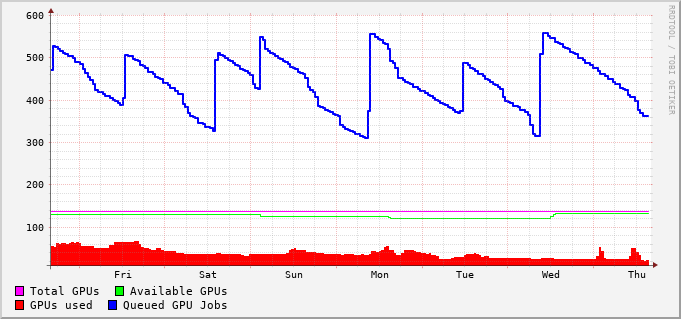 600
500
400
300
200
100
Fri Sat Sun Mon Tue Wed Thu
Total GPUs Available GPUs
GPUs used Queued GPU Jobs
RRDTOOL / TOBI OETIKER